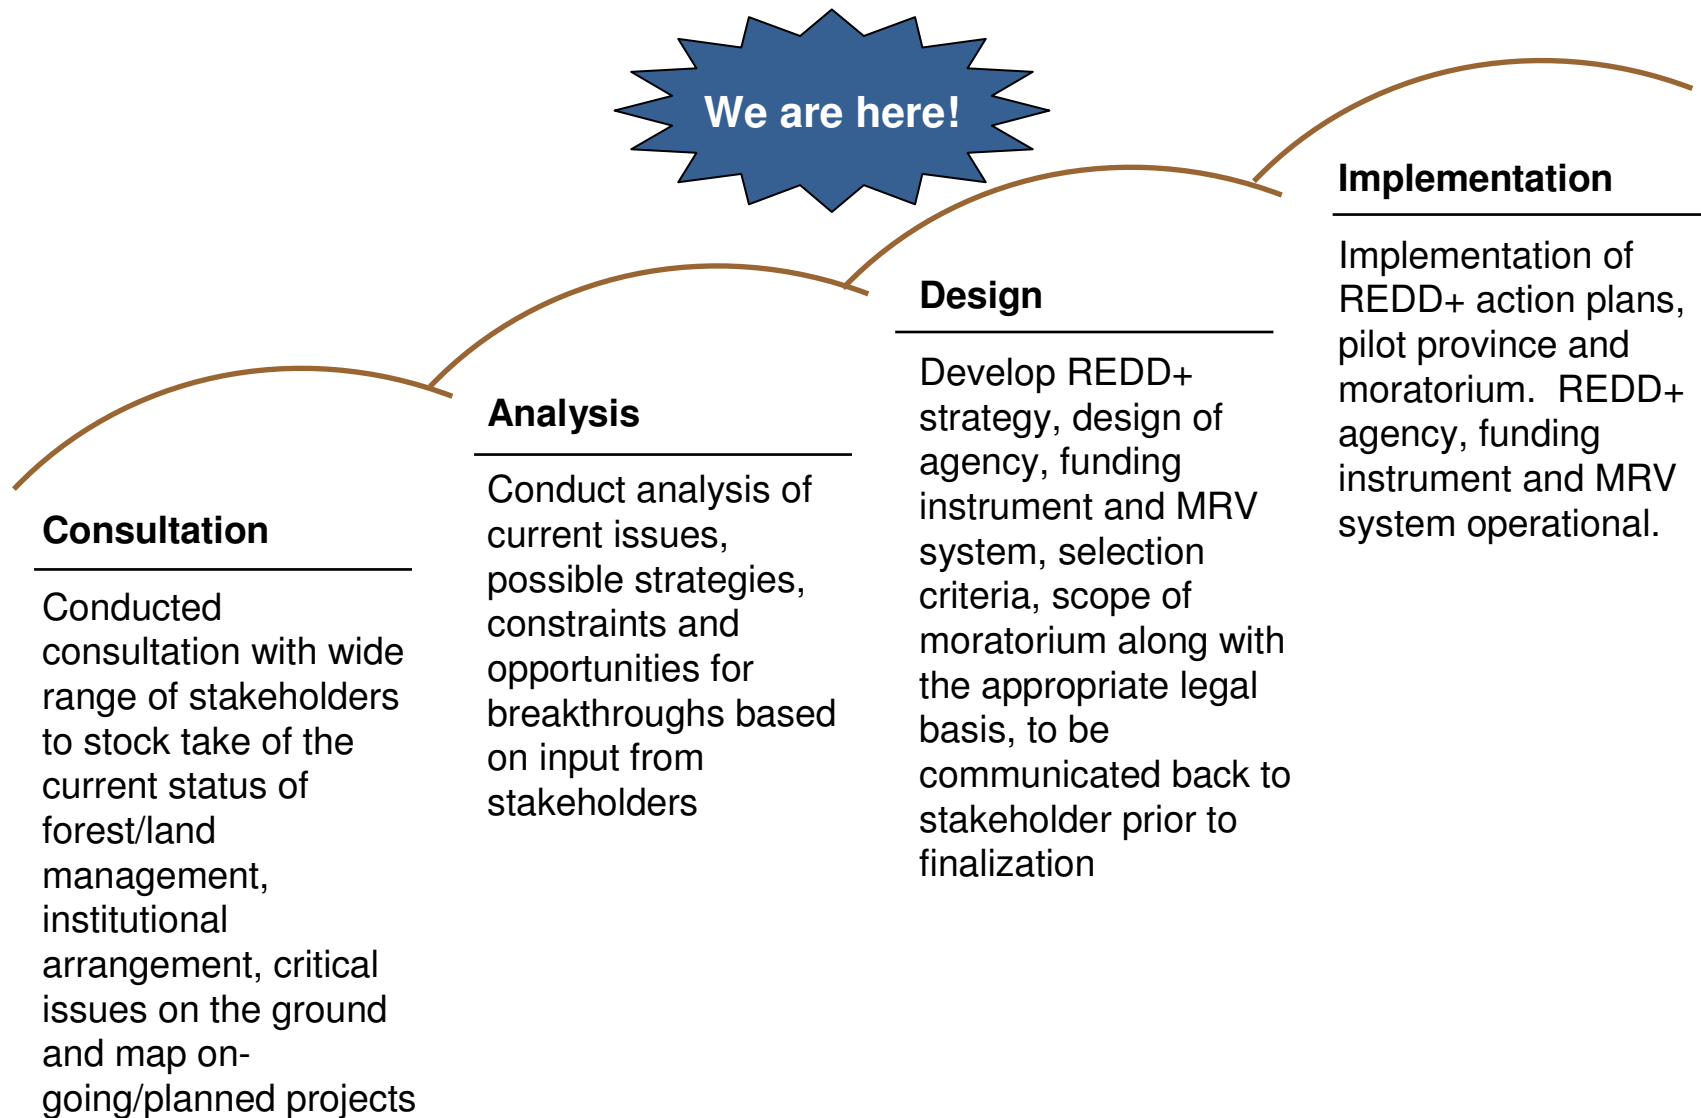 We are here!
Consultation
Conducted
consultation with wide
range of stakeholders
to stock take of the
current status of
forest/land
management,
institutional
arrangement, critical
issues on the ground
and map on-
going/planned projects
Analysis
Conduct analysis of
current issues,
possible strategies,
constraints and
opportunities for
breakthroughs based
on input from
stakeholders
Design
Develop REDD+
strategy, design of
agency, funding
instrument and MRV
system, selection
criteria, scope of
moratorium along with
the appropriate legal
basis, to be
communicated back to
stakeholder prior to
finalization
Implementation
Implementation of
REDD+ action plans,
pilot province and
moratorium.  REDD+
agency, funding
instrument and MRV
system operational.